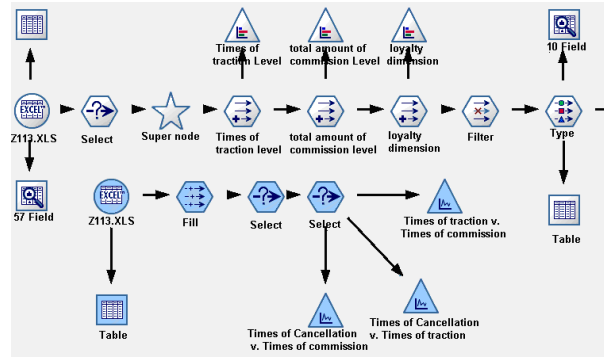 Times of
traction Level
total amount of
commission Level
loyalty
dimension
10 Field
EXCEL
Z113.XLS
Select
Super node
Times of
traction level
total amount of
commission level
loyalty
dimension
Filter
Type
57 Field
EXCEL
Z113.XLS
Fill
Select
Select
Times of traction v.
Times of commission
Table
Table
Times of Cancellation
v. Times of commission
Times of Cancellation
v. Times of traction